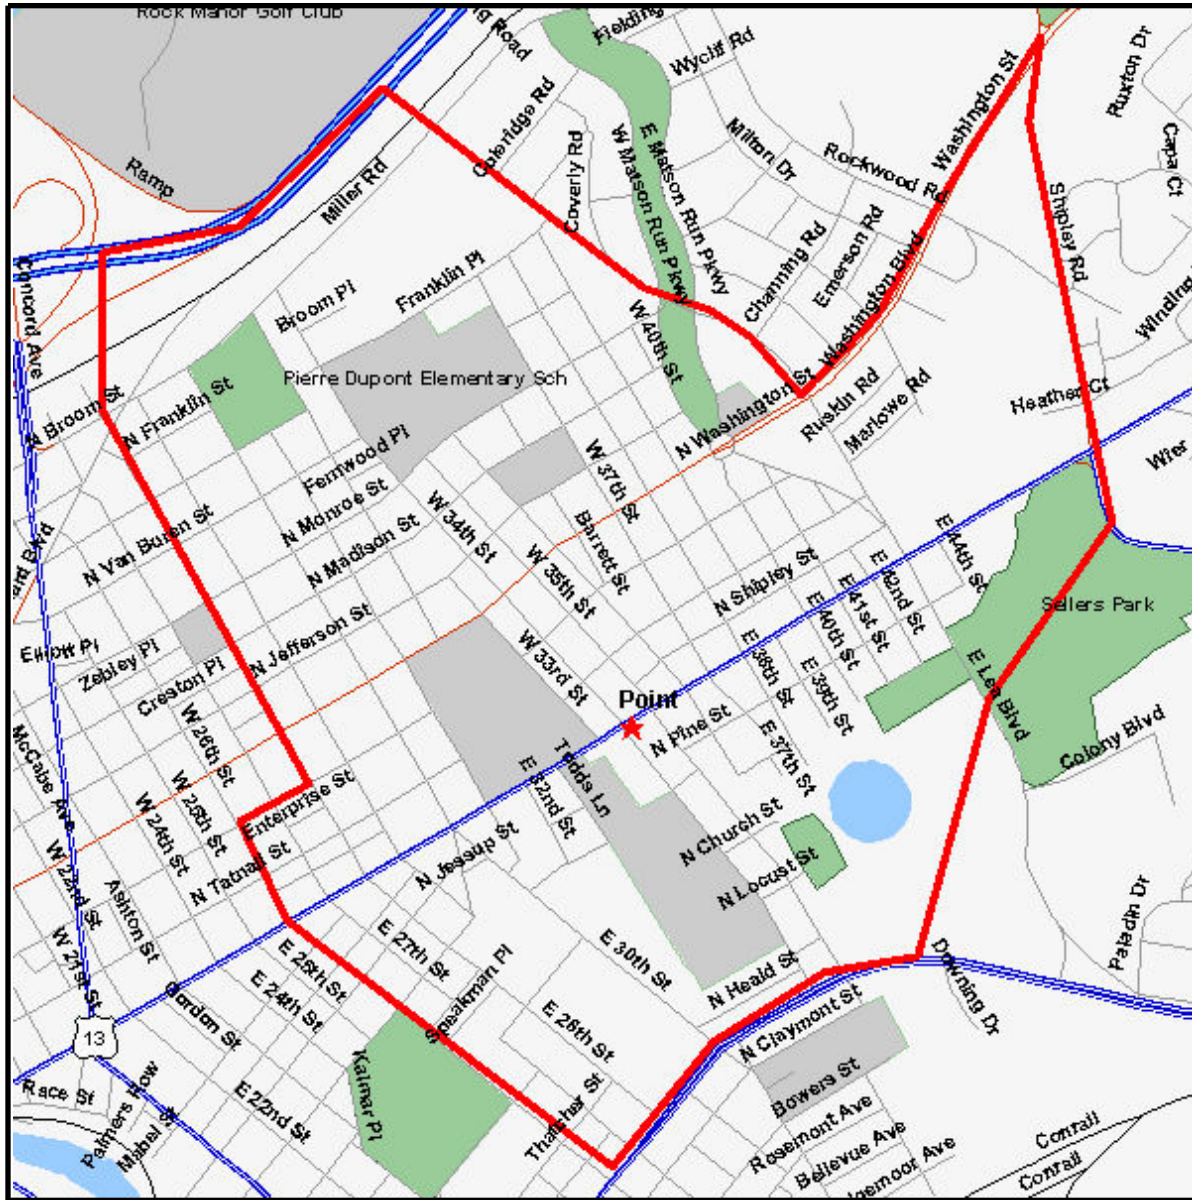 Rock Manor Golf Club
Road
Fielding
Wycliff Rd
Ruxton Dr
Coleridge Rd
Washington St
Capa Ct
Coverly Rd
W Matson Run Pkwy
E Matson Run Pkwy
Milton Dr
Rockwood Rd
Ramp
Miller Rd
Shipley Rd
Channing Rd
Emerson Rd
Concord Ave
Broom Pl
Franklin Pl
Washington Blvd
Winding
W 40th St
Pierre Dupont Elementary Sch
N Broom St
N Franklin St
N Washington St
Ruskin Rd
Marlowe Rd
Heather Ct
Fernwood Pl
W 37th St
Wier
N Van Buren St
N Monroe St
N Madison St
W 34th St
W 35th St
Barrett St
E 44th St
E 42nd St
E 41st St
E 40th St
N Shipley St
Sellers Park
Elliott Pl
Zebley Pl
Creston Pl
N Jefferson St
W 33rd St
E 38th St
E 39th St
E Lea Blvd
Point
N Pine St
McCabe Ave
W 26th St
W 25th St
W 24th St
Enterprise St
E 32nd St
Todds Ln
E 37th St
Colony Blvd
W 22nd St
N Tatnall St
N Jessup St
N Church St
N Locust St
Ashton St
W 21st St
E 25th St
E 27th St
E 24th St
Speakman Pl
E 30th St
N Heald St
Downing Dr
Paladin Dr
Gordon St
13
E 26th St
N Claymont St
Race St
Palmers Row
Mabel St
E 22nd St
Kalmar Pl
Thatcher St
Bowers St
Rosemont Ave
Bellevue Ave
Conrail
Conrail